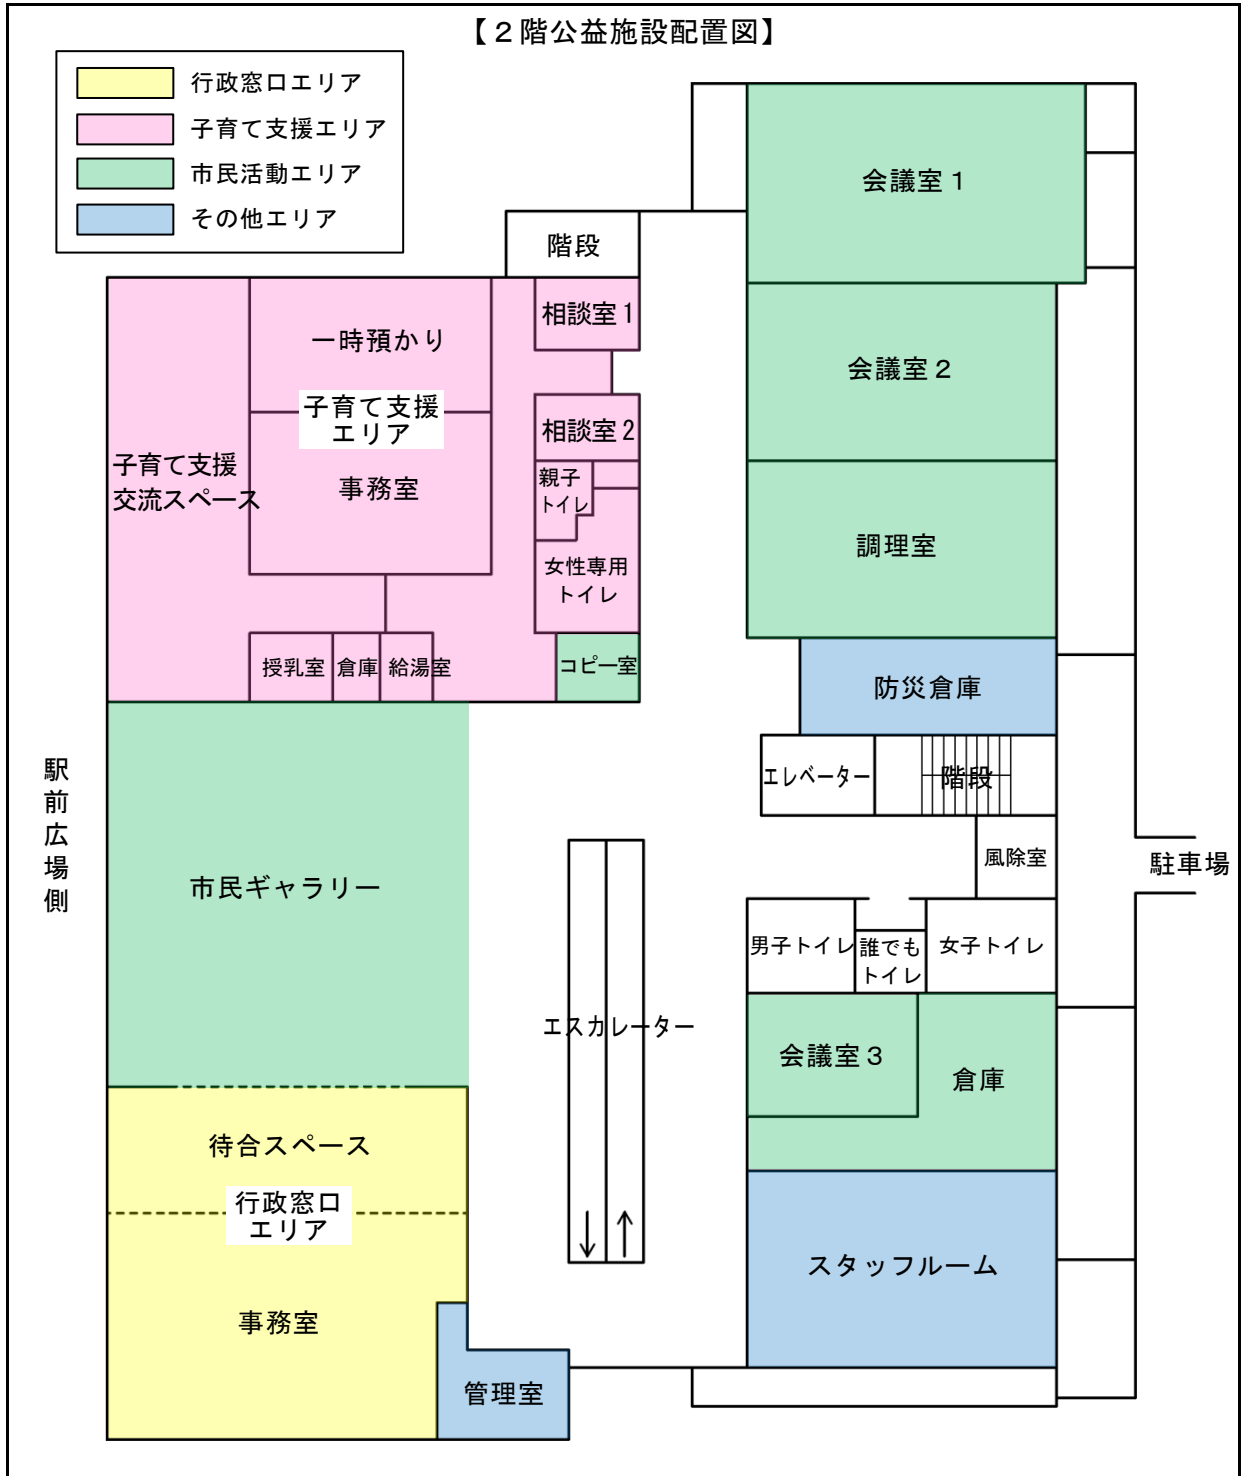 【２階公益施設配置図】
行政窓口エリア
子育て支援エリア
市民活動エリア
その他エリア
会議室１
階段
相談室１
一時預かり
会議室２
子育て支援
エリア
相談室２
子育て支援
交流スペース
事務室
親子
トイレ
調理室
女性専用
トイレ
授乳室
倉庫
給湯室
コピー室
防災倉庫
エレベーター
階段
駅前広場側
風除室
駐車場
市民ギャラリー
男子トイレ
誰でも
トイレ
女子トイレ
エスカレーター
会議室３
倉庫
待合スペース
行政窓口
エリア
スタッフルーム
事務室
管理室